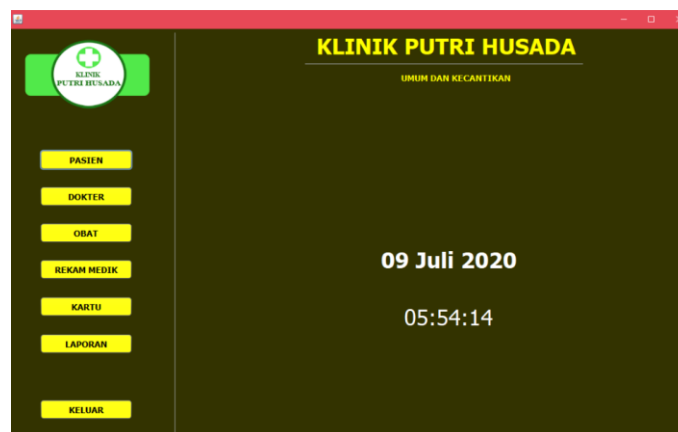 KLINIK
PUTRI HUSADA
PASIEN
DOKTER
OBAT
REKAM MEDIK
KARTU
LAPORAN
KELUAR
KLINIK PUTRI HUSADA
UMUM DAN KECANTIKAN
09 Juli 2020
05:54:14